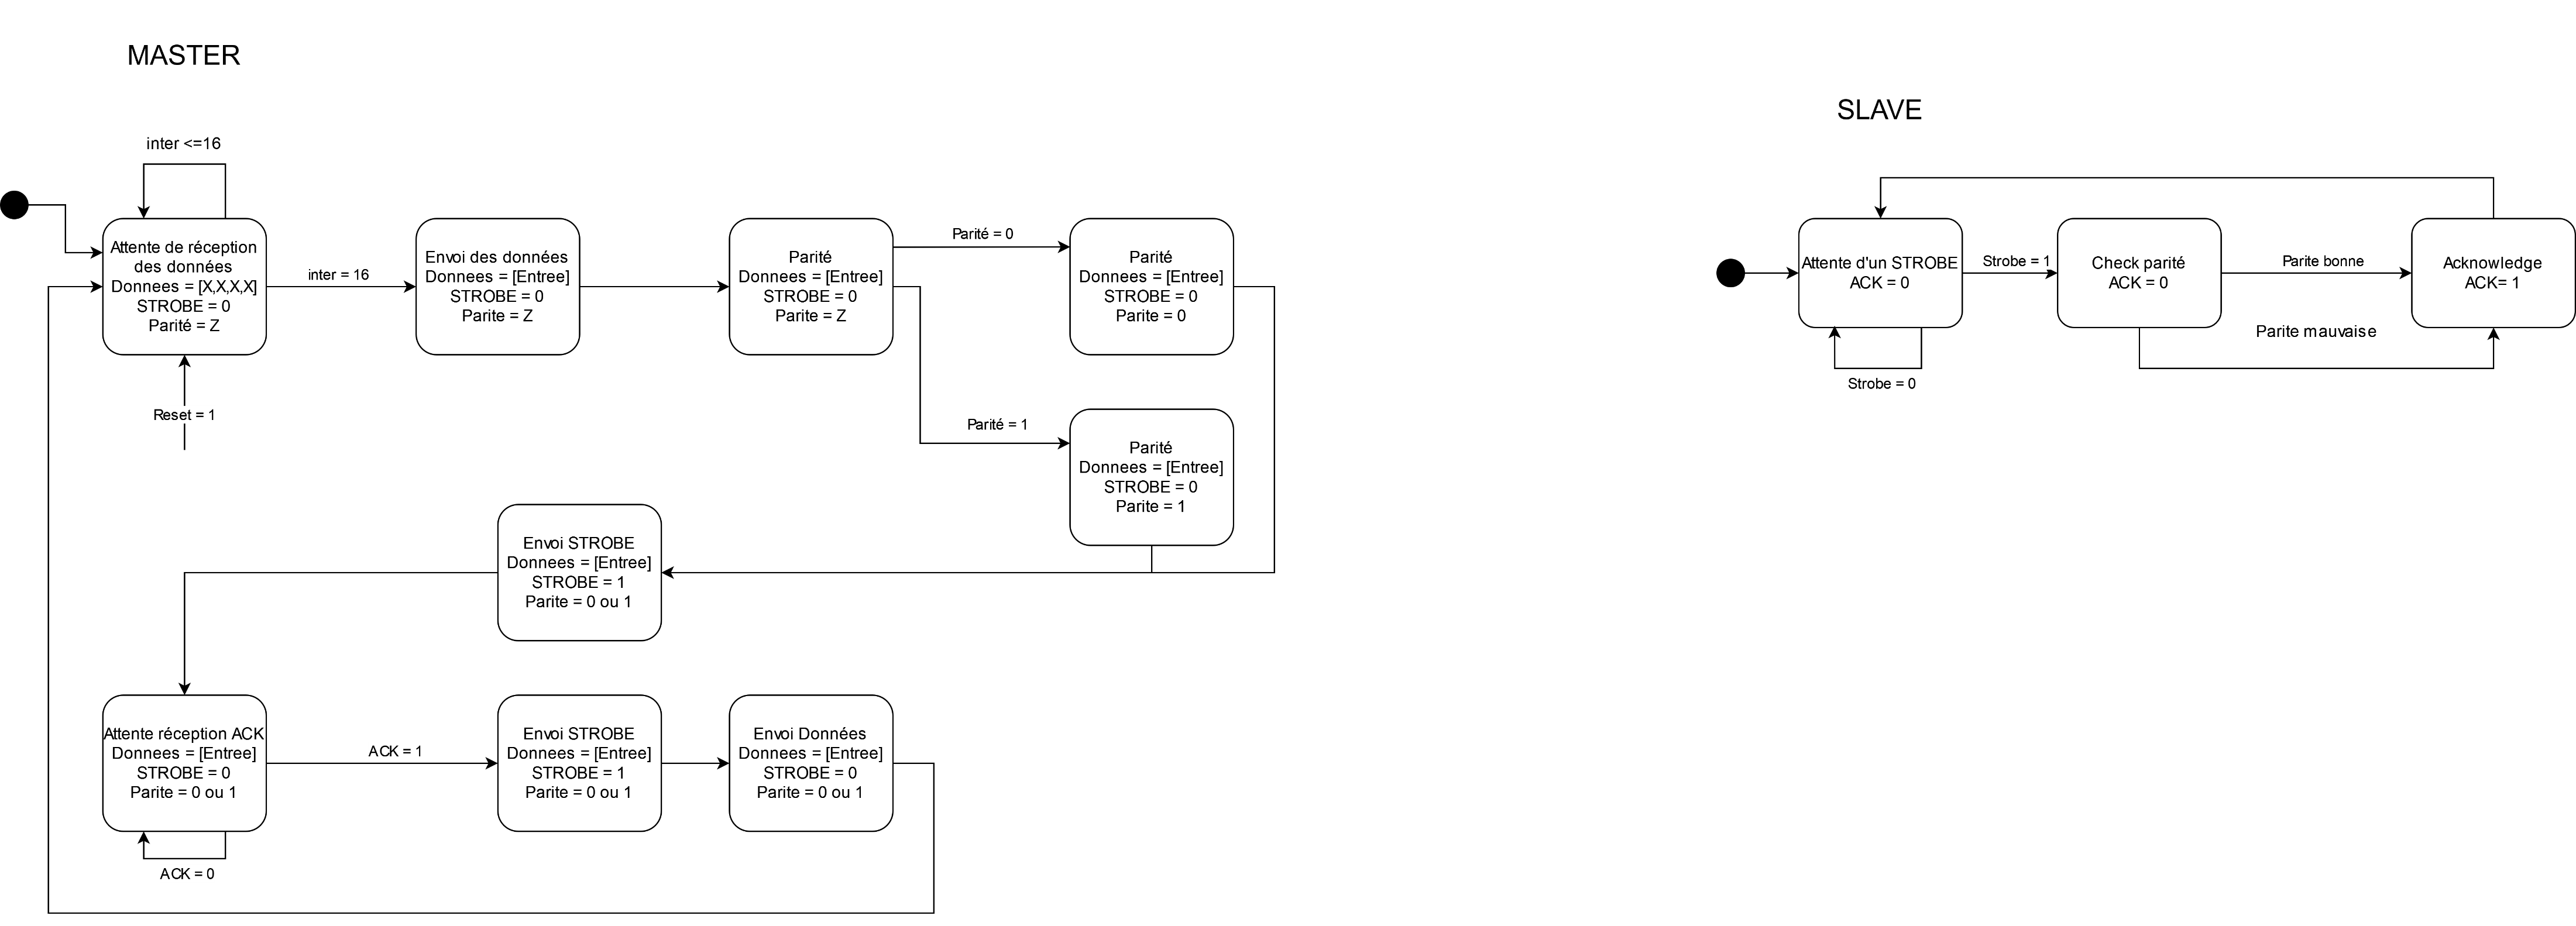 MASTER
SLAVE
inter <=16
Attente de réception
des données
Donnees = [X,X,X,X]
STROBE = 0
Parité = Z
inter = 16
Envoi des données
Donnees = [Entree]
STROBE = 0
Parite = Z
Parité
Donnees = [Entree]
STROBE = 0
Parite = Z
Parité = 0
Parité
Donnees = [Entree]
STROBE = 0
Parite = 0
Reset = 1
Parité = 1
Parité
Donnees = [Entree]
STROBE = 0
Parite = 1
Envoi STROBE
Donnees = [Entree]
STROBE = 1
Parite = 0 ou 1
Attente réception ACK
Donnees = [Entree]
STROBE = 0
Parite = 0 ou 1
ACK = 1
ACK = 0
Envoi STROBE
Donnees = [Entree]
STROBE = 1
Parite = 0 ou 1
Envoi Données
Donnees = [Entree]
STROBE = 0
Parite = 0 ou 1
Attente d'un STROBE
ACK = 0
Strobe = 1
Strobe = 0
Check parité
ACK = 0
Parite bonne
Parite mauvaise
Acknowledge
ACK= 1